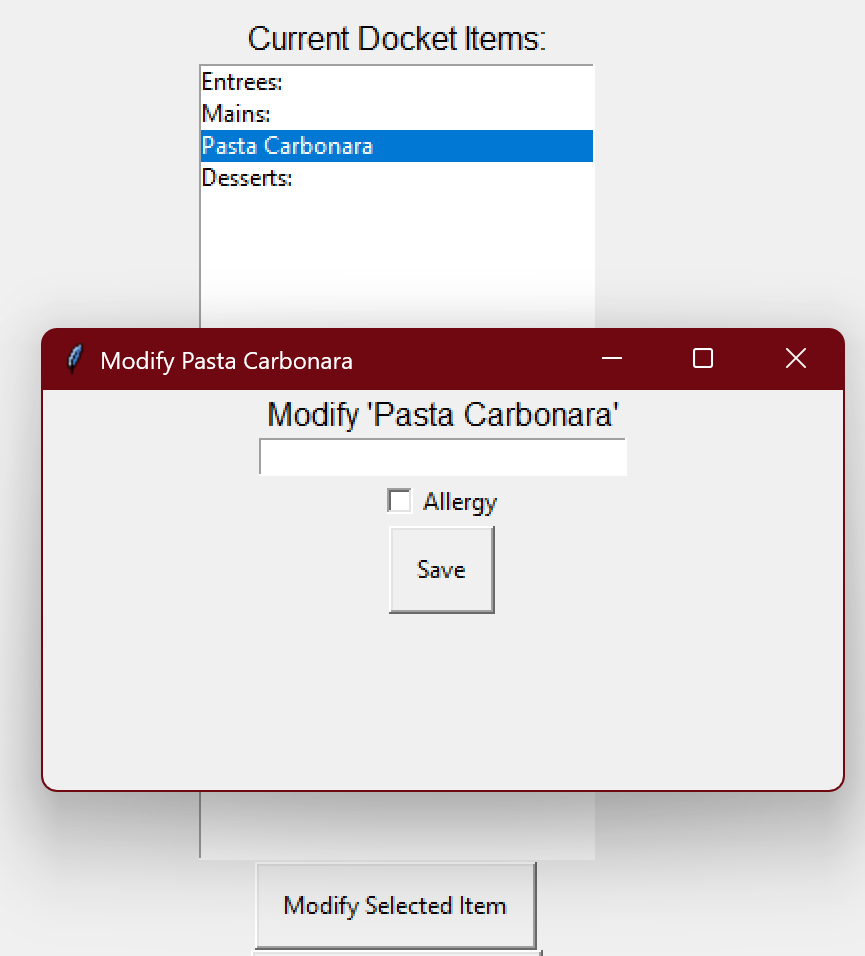 Current Docket Items:
Entrees:
Mains:
Pasta Carbonara
Desserts:
Modify Pasta Carbonara
Modify 'Pasta Carbonara'
Allergy
Save
Modify Selected Item